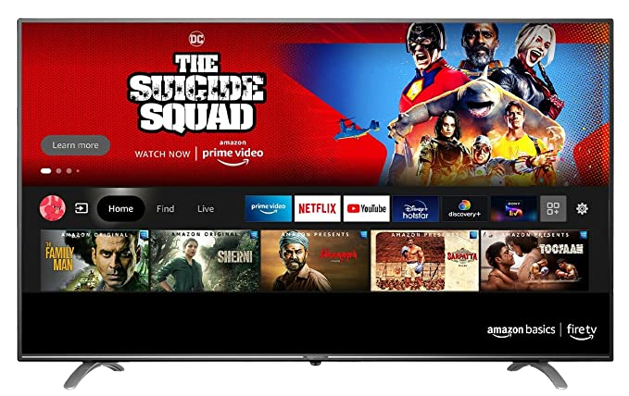 DC
THE
SUICIDE
SQUAD
Learn more
WATCH NOW | amazon prime video
Home Find Live prime video NETFLIX YouTube Disney+ hotstar discovery+ SONY LIV
AMAZON ORIGINAL AMAZON ORIGINAL AMAZON PRESENTS AMAZON PRESENTS AMAZON PRESENTS
THE FAMILY MAN SHERNI SARPATTA TOOFAAN
amazon basics | fire tv